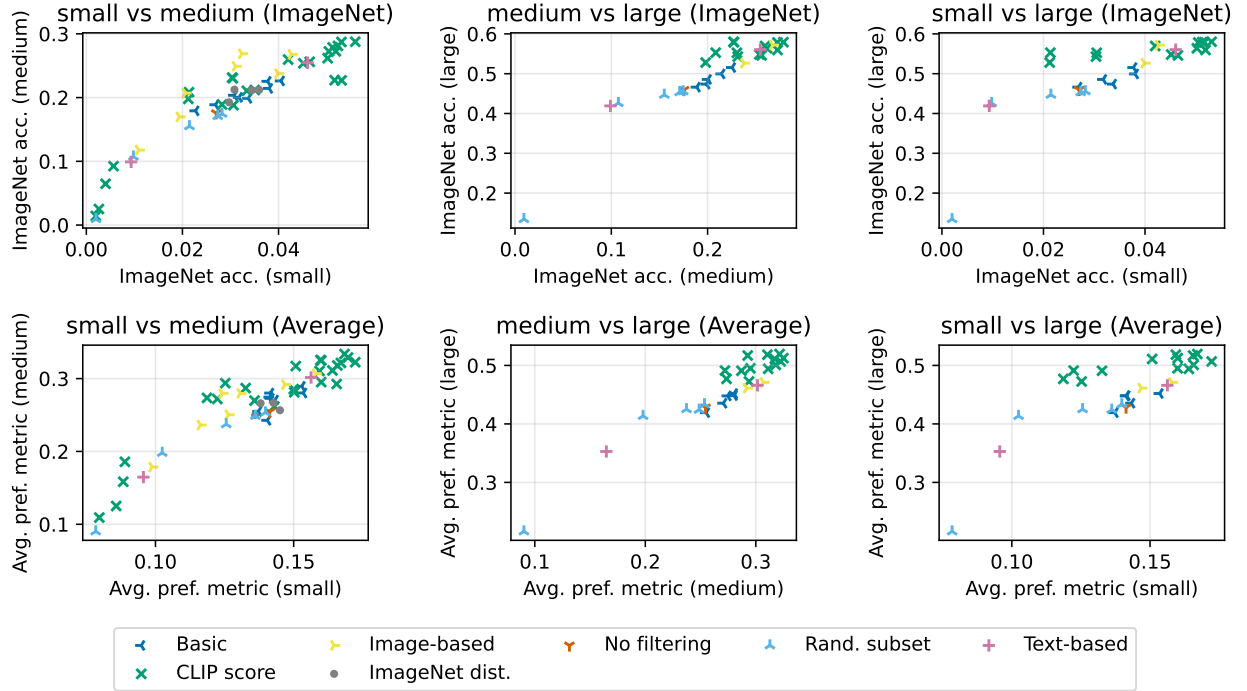 small vs medium (ImageNet)
medium vs large (ImageNet)
small vs large (ImageNet)
ImageNet acc. (medium)
0.3
0.2
0.1
0.0
0.00
0.02
0.04
ImageNet acc. (small)
ImageNet acc. (large)
0.6
0.5
0.4
0.3
0.2
0.0
0.1
0.2
ImageNet acc. (medium)
ImageNet acc. (large)
0.6
0.5
0.4
0.3
0.2
0.00
0.02
0.04
ImageNet acc. (small)
small vs medium (Average)
medium vs large (Average)
small vs large (Average)
Avg. pref. metric (medium)
0.3
0.2
0.1
0.10
0.15
Avg. pref. metric (small)
Avg. pref. metric (large)
0.5
0.4
0.3
0.1
0.2
0.3
Avg. pref. metric (medium)
Avg. pref. metric (large)
0.5
0.4
0.3
0.10
0.15
Avg. pref. metric (small)
Basic
Image-based
No filtering
Rand. subset
Text-based
CLIP score
ImageNet dist.